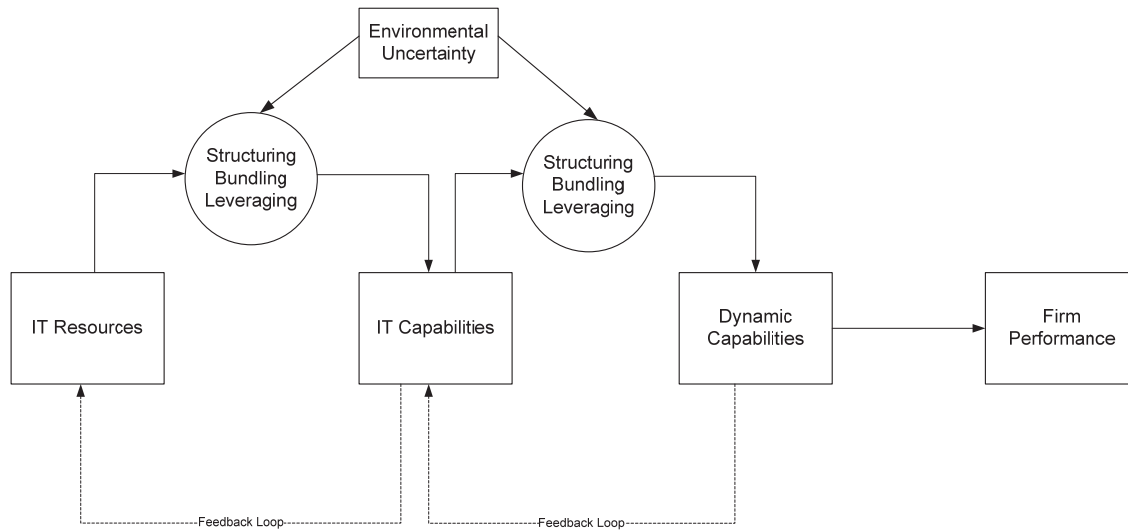 Environmental
Uncertainty
Structuring
Bundling
Leveraging
Structuring
Bundling
Leveraging
IT Resources
IT Capabilities
Dynamic
Capabilities
Firm
Performance
Feedback Loop
Feedback Loop